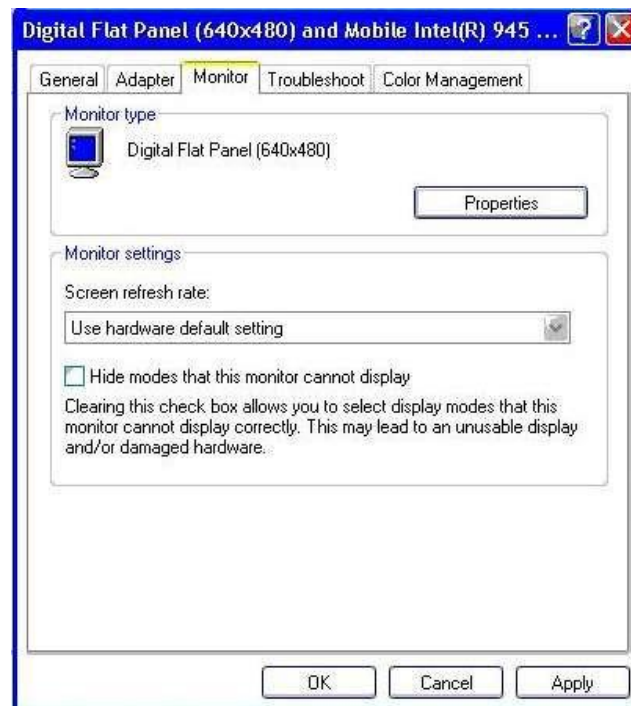 Digital Flat Panel (640x480) and Mobile Intel(R) 945 ...
General Adapter Monitor Troubleshoot Color Management
Monitor type
Digital Flat Panel (640x480)
Properties
Monitor settings
Screen refresh rate:
Use hardware default setting
Hide modes that this monitor cannot display
Clearing this check box allows you to select display modes that this
monitor cannot display correctly. This may lead to an unusable display
and/or damaged hardware.
OK Cancel Apply